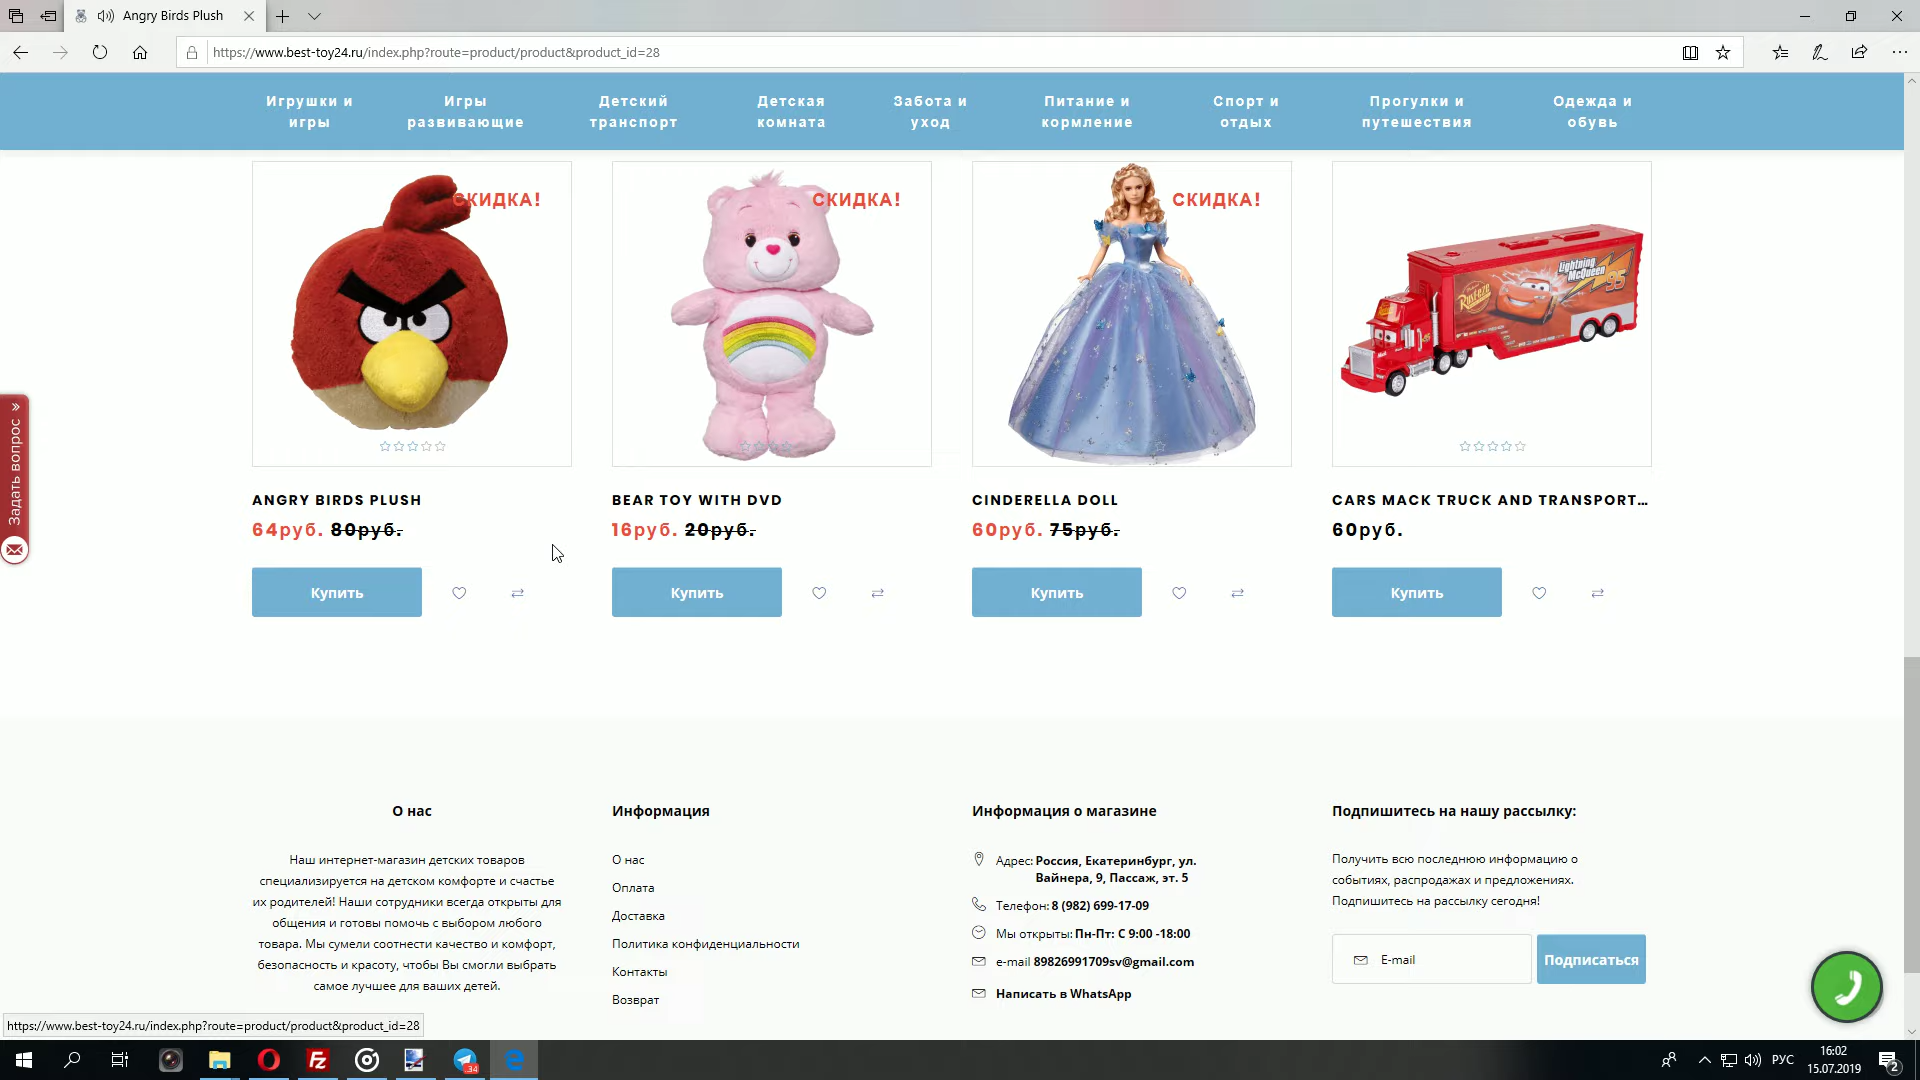 Angry Birds Plush
https://www.best-toy24.ru/index.php?route=product/product&product_id=28
Игрушки и игры
Игры развивающие
Детский транспорт
Детская комната
Забота и уход
Питание и кормление
Спорт и отдых
Прогулки и путешествия
Одежда и обувь
СКИДКА!
СКИДКА!
СКИДКА!
Lightning McQueen 95
Rust-eze
Задать вопрос »
ANGRY BIRDS PLUSH
64руб. 80руб.
Купить
BEAR TOY WITH DVD
16руб. 20руб.
Купить
CINDERELLA DOLL
60руб. 75руб.
Купить
CARS MACK TRUCK AND TRANSPORT...
60руб.
Купить
О нас
Наш интернет-магазин детских товаров
специализируется на детском комфорте и счастье
их родителей! Наши сотрудники всегда открыты для
общения и готовы помочь с выбором любого
товара. Мы сумели соотнести качество и комфорт,
безопасность и красоту, чтобы Вы смогли выбрать
самое лучшее для ваших детей.
Информация
О нас
Оплата
Доставка
Политика конфиденциальности
Контакты
Возврат
Информация о магазине
Адрес: Россия, Екатеринбург, ул.
Вайнера, 9, Пассаж, эт. 5
Телефон: 8 (982) 699-17-09
Мы открыты: Пн-Пт: С 9:00 -18:00
e-mail 89826991709sv@gmail.com
Написать в WhatsApp
Подпишитесь на нашу рассылку:
Получить всю последнюю информацию о
событиях, распродажах и предложениях.
Подпишитесь на рассылку сегодня!
E-mail
Подписаться
https://www.best-toy24.ru/index.php?route=product/product&product_id=28
Fz
34
РУС
16:02
15.07.2019
2